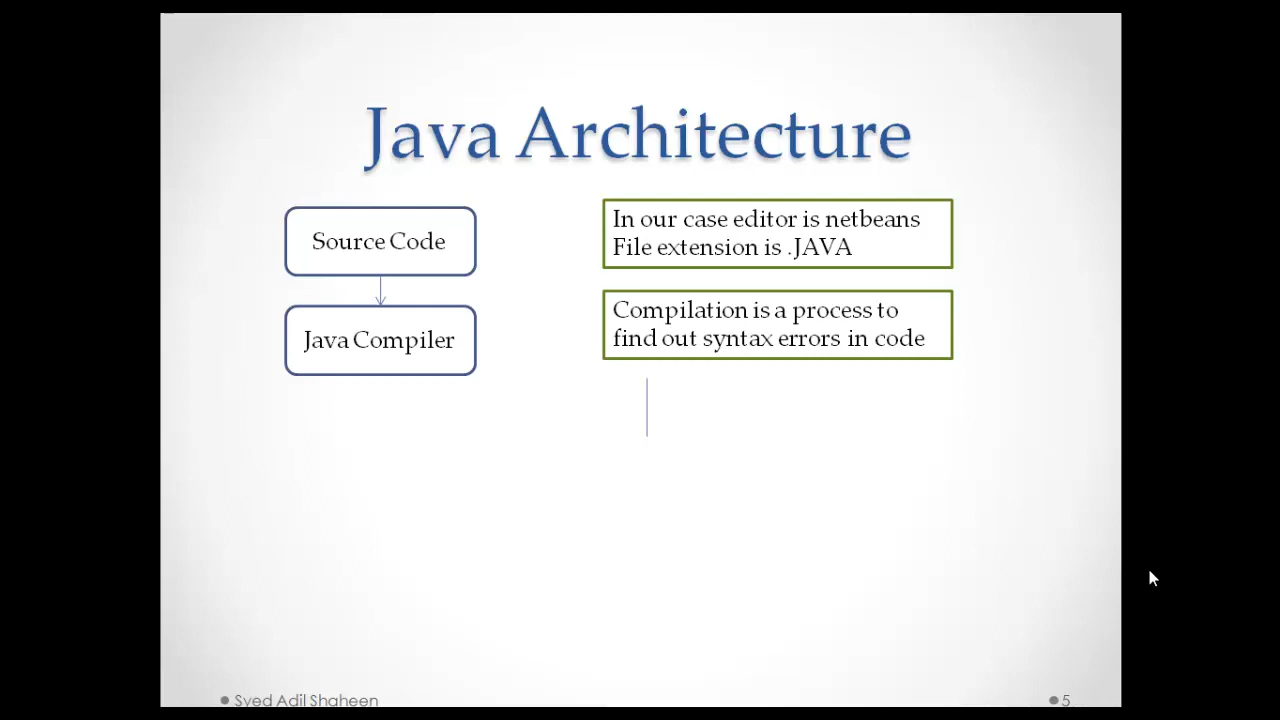 Java Architecture
Source Code
In our case editor is netbeans
File extension is .JAVA
Java Compiler
Compilation is a process to
find out syntax errors in code
Syed Adil Shaheen
5